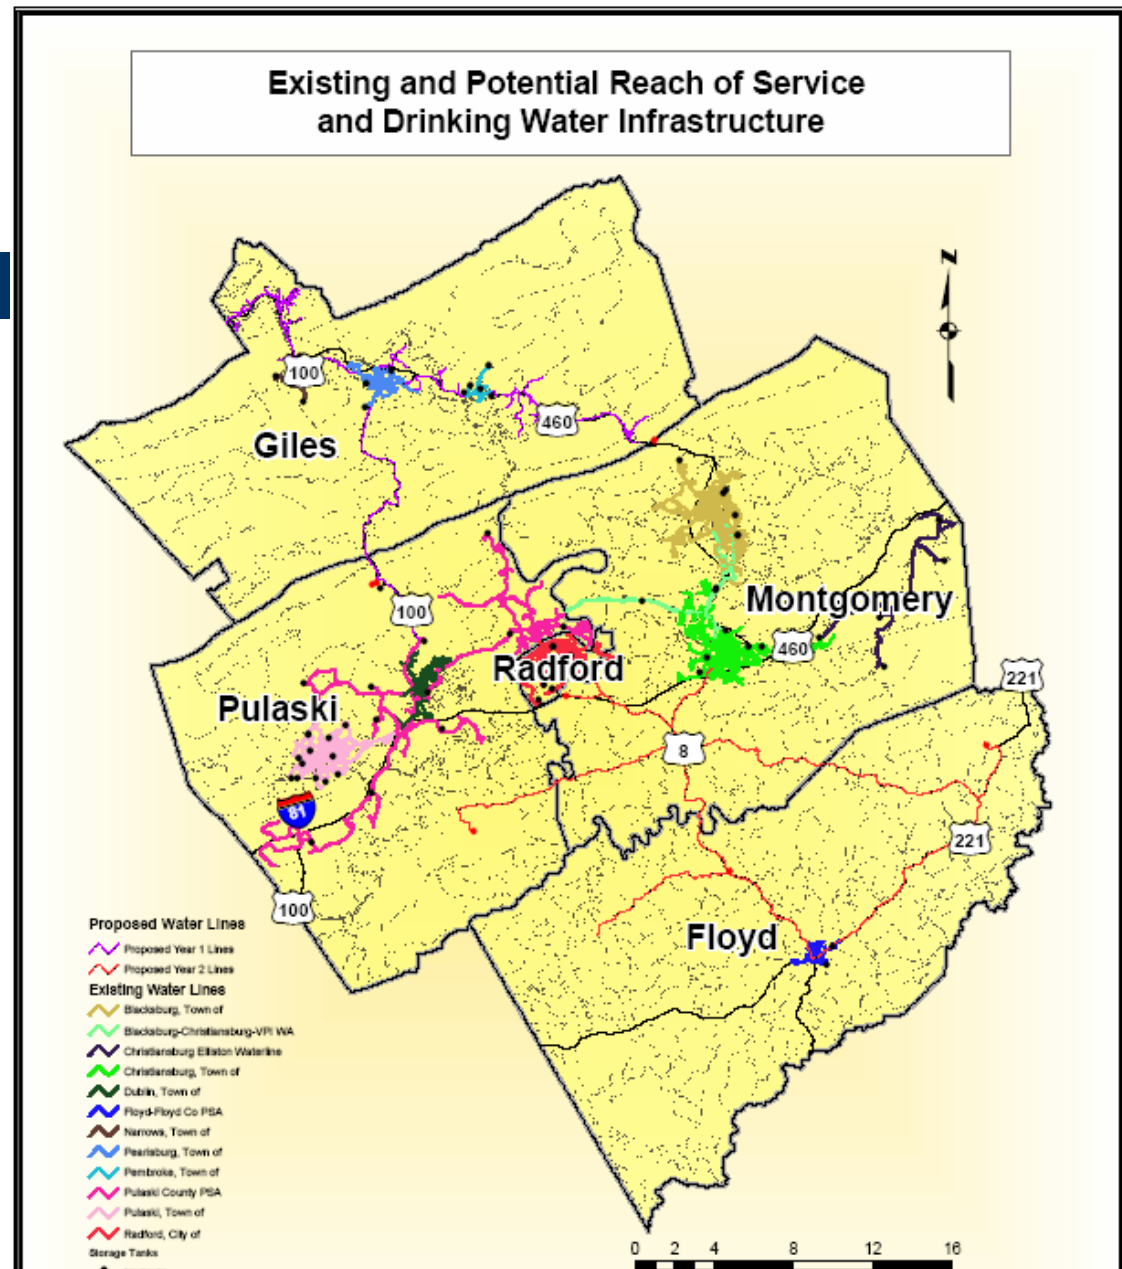 Existing and Potential Reach of Service
and Drinking Water Infrastructure
N
100
460
Giles
Montgomery
100
460
Radford
221
Pulaski
8
81
221
100
Floyd
Proposed Water Lines
Proposed Year 1 Lines
Proposed Year 2 Lines
Existing Water Lines
Blacksburg, Town of
Blacksburg-Christiansburg-VPI WA
Christiansburg Elliston Waterline
Christiansburg, Town of
Dublin, Town of
Floyd-Floyd Co PSA
Narrows, Town of
Pearisburg, Town of
Pembroke, Town of
Pulaski County PSA
Pulaski, Town of
Radford, City of
Storage Tanks
0 2 4 8 12 16